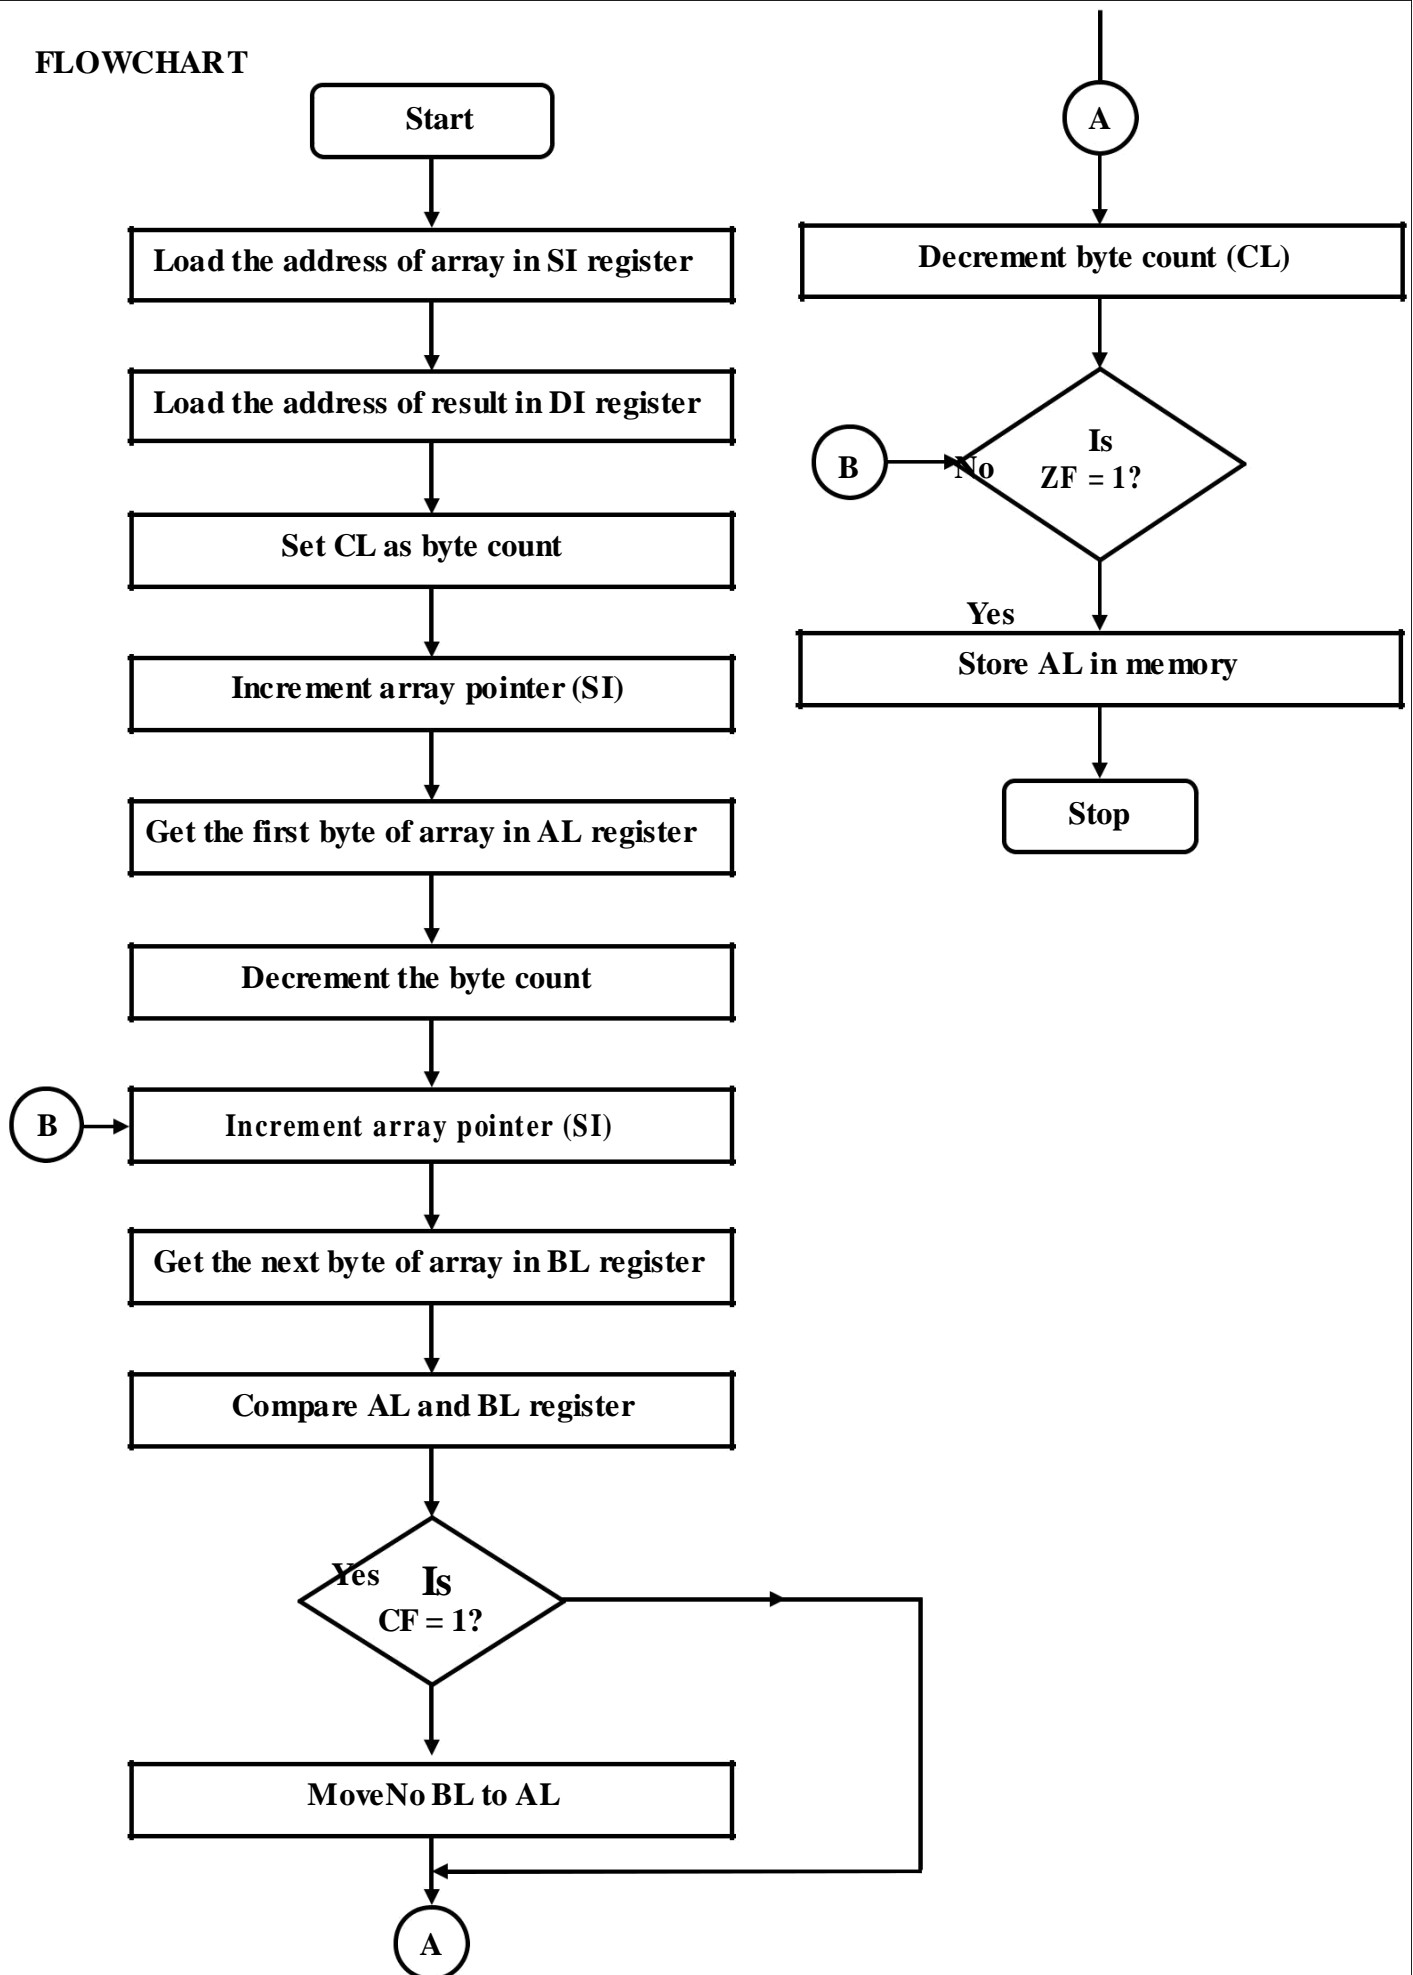 FLOWCHART
Start
Load the address of array in SI register
Load the address of result in DI register
Set CL as byte count
Increment array pointer (SI)
Get the first byte of array in AL register
Decrement the byte count
B
Increment array pointer (SI)
Get the next byte of array in BL register
Compare AL and BL register
Yes
Is
CF = 1?
MoveNo BL to AL
A
A
Decrement byte count (CL)
B
No
Is
ZF = 1?
Yes
Store AL in memory
Stop